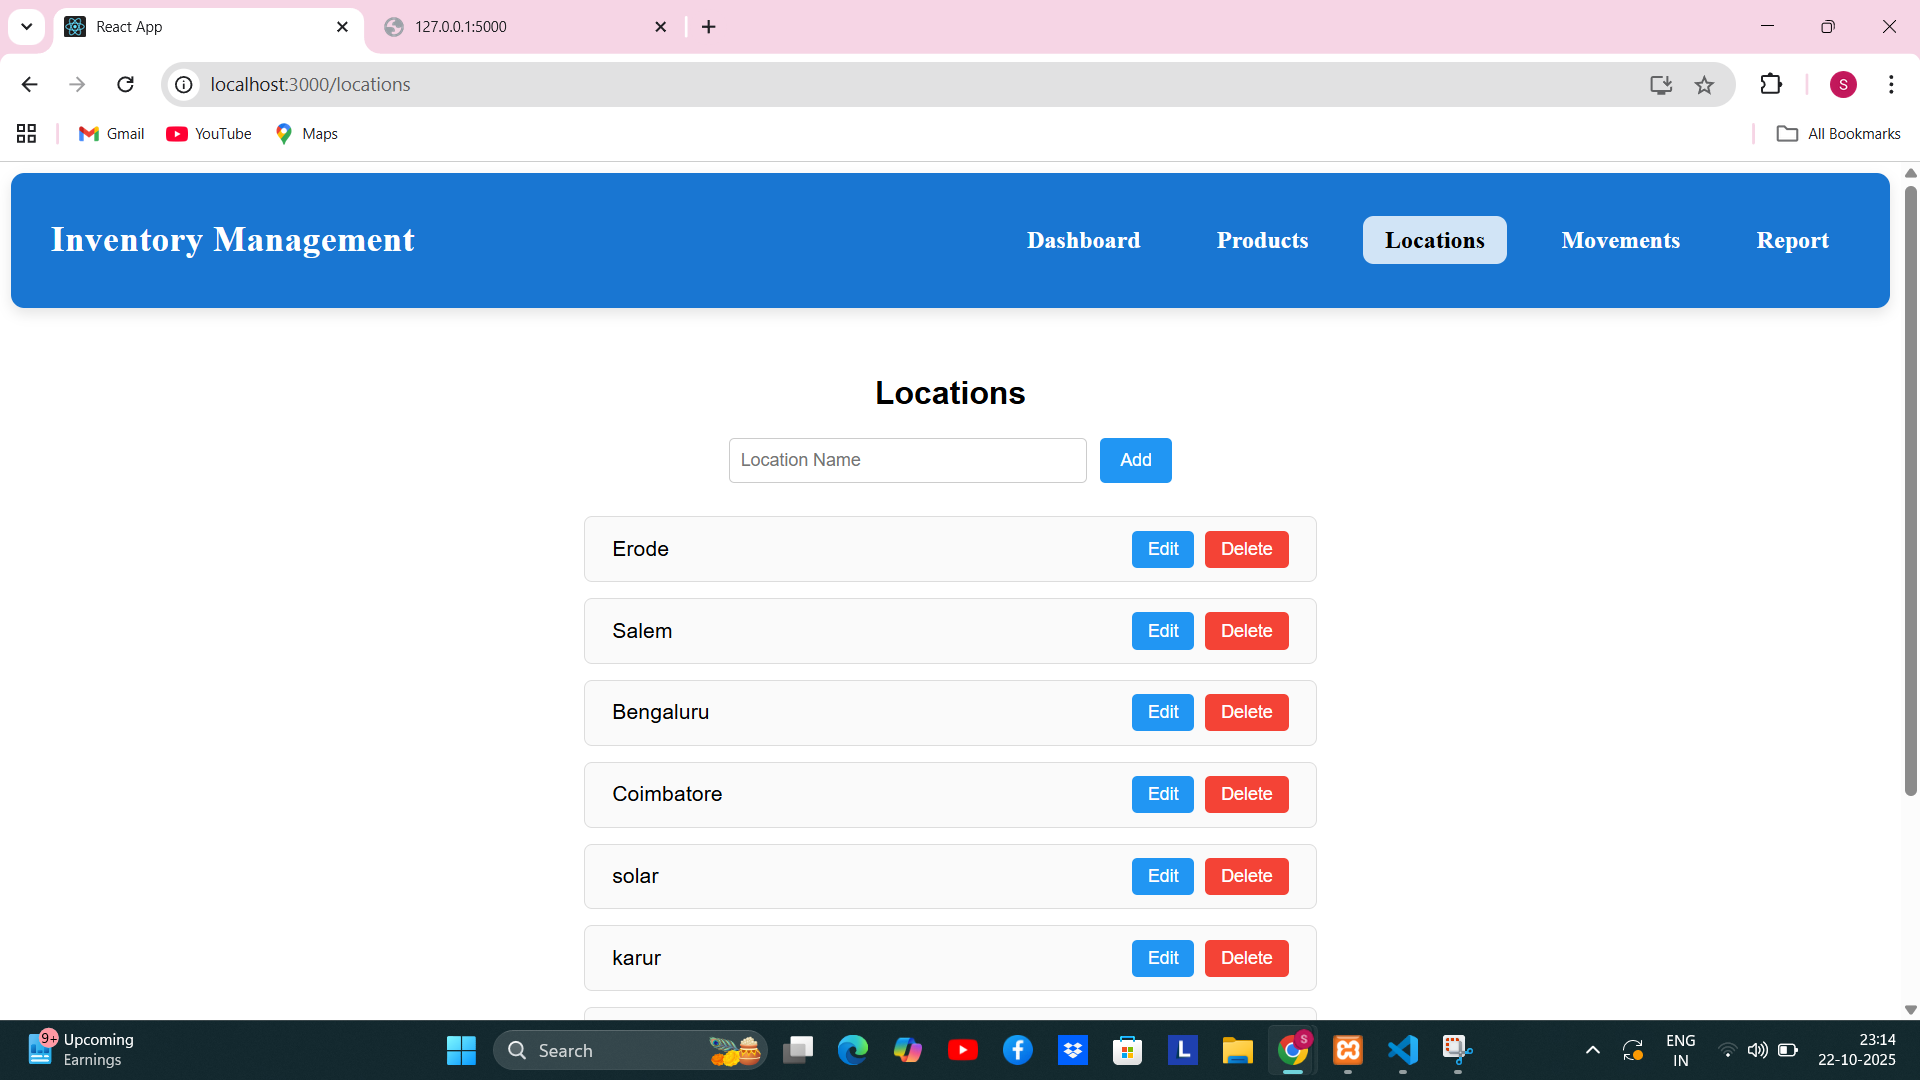 React App
127.0.0.1:5000
localhost:3000/locations
S
Gmail
YouTube
Maps
All Bookmarks
Inventory Management
Dashboard
Products
Locations
Movements
Report
Locations
Location Name
Add
Erode
Edit
Delete
Salem
Edit
Delete
Bengaluru
Edit
Delete
Coimbatore
Edit
Delete
solar
Edit
Delete
karur
Edit
Delete
9+
Upcoming
Earnings
Search
L
S
ENG
IN
23:14
22-10-2025